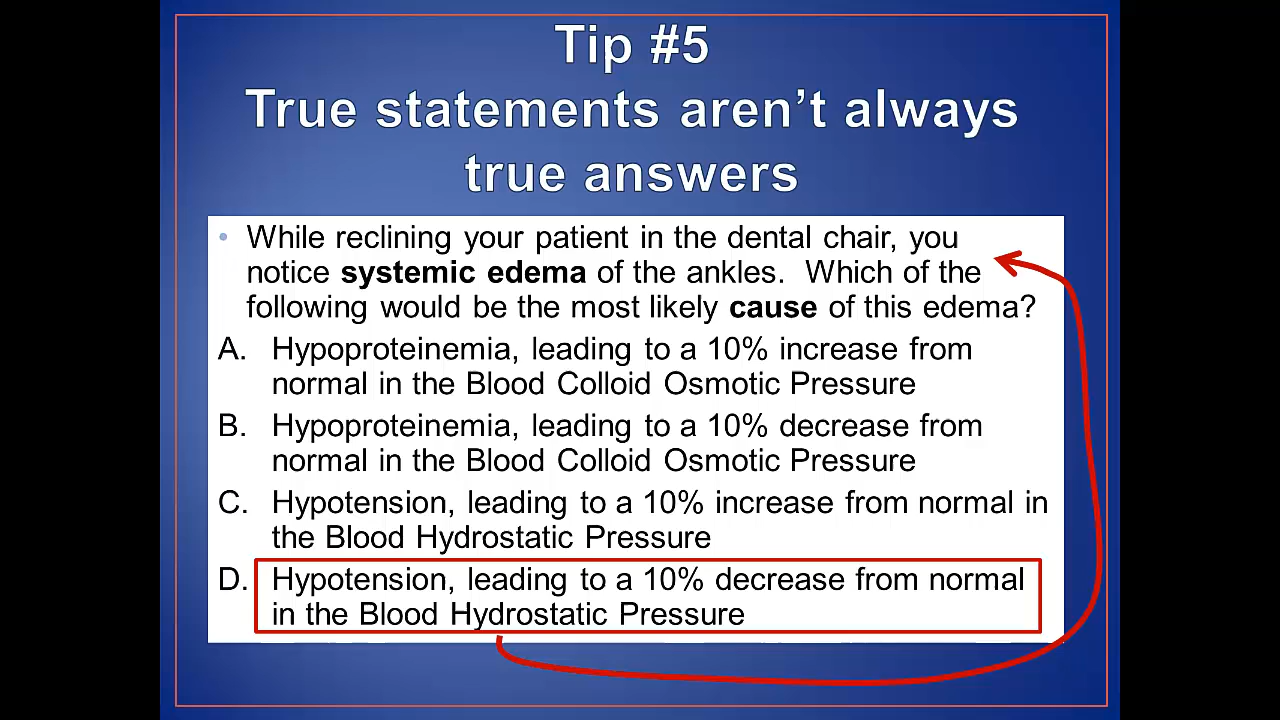 Tip #5
True statements aren't always
true answers
• While reclining your patient in the dental chair, you
notice systemic edema of the ankles.  Which of the
following would be the most likely cause of this edema?
A. Hypoproteinemia, leading to a 10% increase from
normal in the Blood Colloid Osmotic Pressure
B. Hypoproteinemia, leading to a 10% decrease from
normal in the Blood Colloid Osmotic Pressure
C. Hypotension, leading to a 10% increase from normal in
the Blood Hydrostatic Pressure
D. Hypotension, leading to a 10% decrease from normal
in the Blood Hydrostatic Pressure